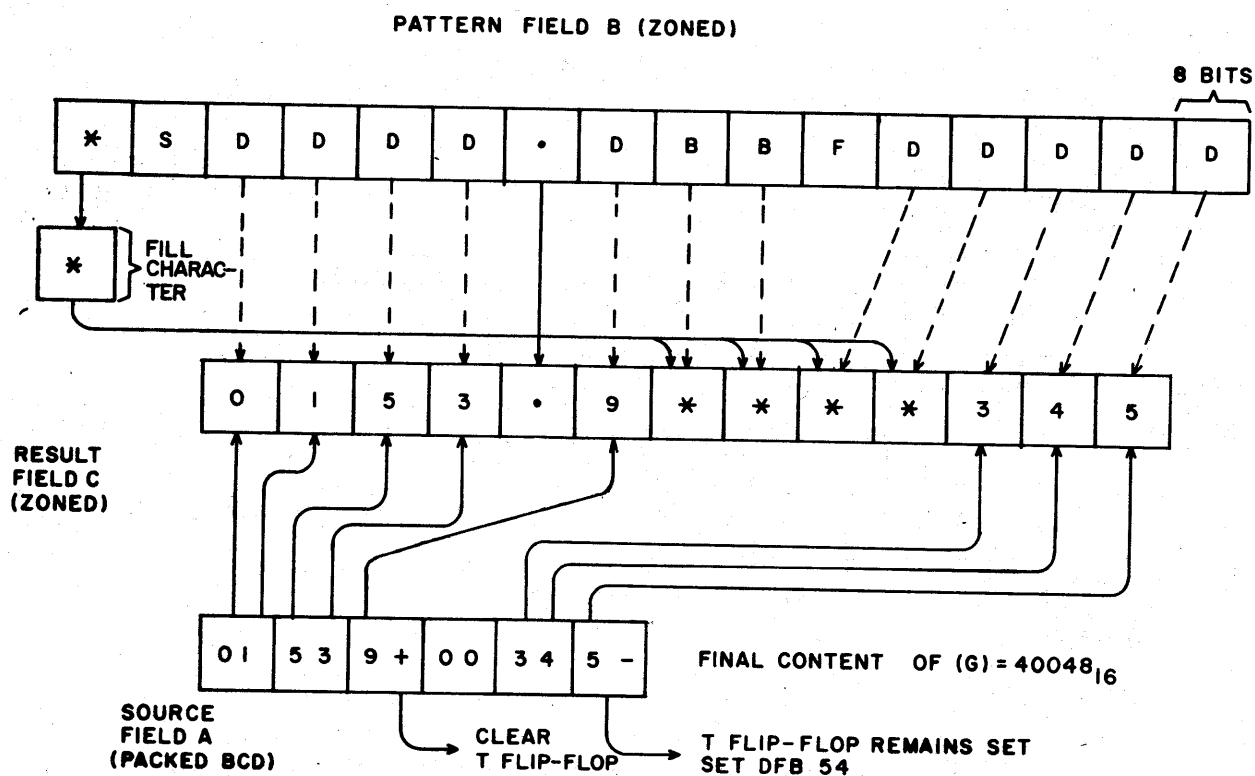 PATTERN FIELD B (ZONED)
8 BITS
* S D D D D • D B B F D D D D D
*
FILL
CHARAC-
TER
0 1 5 3 • 9 * * * * 3 4 5
RESULT
FIELD C
(ZONED)
01 53 9+ 00 34 5-
FINAL CONTENT OF (G) = 40048₁₆
SOURCE
FIELD A
(PACKED BCD)
CLEAR
T FLIP-FLOP
T FLIP-FLOP REMAINS SET
SET DFB 54